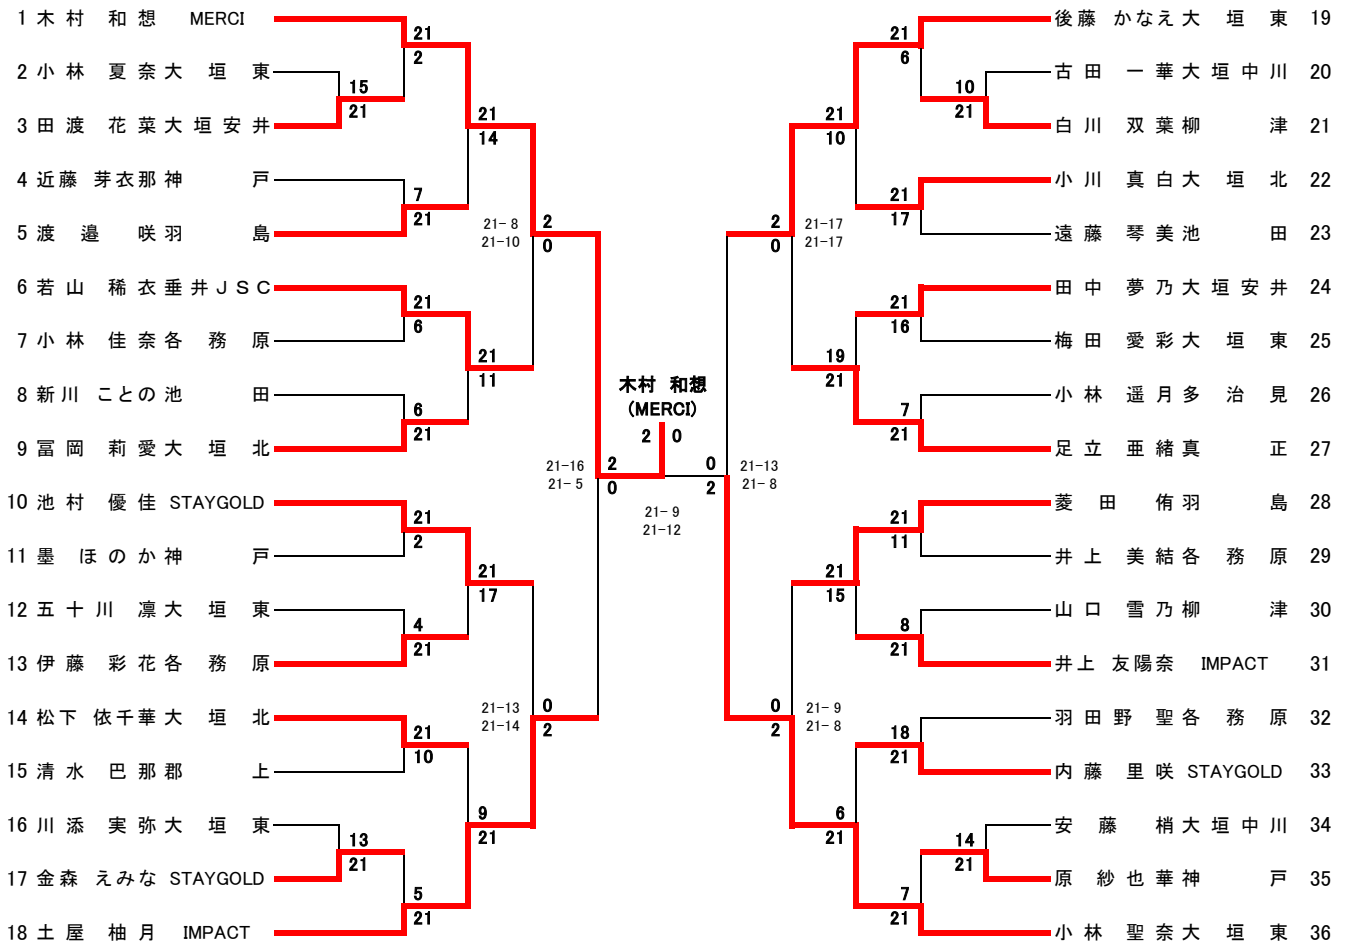 1 木村 和想 MERCI
2 小林 夏奈 大垣東
3 田渡 花菜 大垣安井
4 近藤 芽衣那 神戸
5 渡邉 咲 羽島
6 若山 稀衣 垂井JSC
7 小林 佳奈 各務原
8 新川 ことの 池田
9 冨岡 莉愛 大垣北
10 池村 優佳 STAYGOLD
11 墨 ほのか 神戸
12 五十川 凛 大垣東
13 伊藤 彩花 各務原
14 松下 依千華 大垣北
15 清水 巴那 郡上
16 川添 実弥 大垣東
17 金森 えみな STAYGOLD
18 土屋 柚月 IMPACT
15
21
13
21
21
2
7
21
21
6
6
21
21
2
4
21
21
10
5
21
21
14
21
11
21
17
9
21
21-8
21-10
2
0
21-13
21-14
0
2
21-16
21-5
2
0
木村 和想
(MERCI)
2 0
21-9
21-12
0
2
21-13
21-8
2
0
21-17
21-17
0
2
21-9
21-8
21
10
19
21
21
15
6
21
21
6
21
17
21
16
7
21
21
11
8
21
18
21
7
21
10
21
14
21
後藤 かなえ 大垣東 19
古田 一華 大垣中川 20
白川 双葉 柳津 21
小川 真白 大垣北 22
遠藤 琴美 池田 23
田中 夢乃 大垣安井 24
梅田 愛彩 大垣東 25
小林 遥月 多治見 26
足立 亜緒 真正 27
菱田 侑 羽島 28
井上 美結 各務原 29
山口 雪乃 柳津 30
井上 友陽奈 IMPACT 31
羽田野 聖 各務原 32
内藤 里咲 STAYGOLD 33
安藤 梢 大垣中川 34
原 紗也華 神戸 35
小林 聖奈 大垣東 36